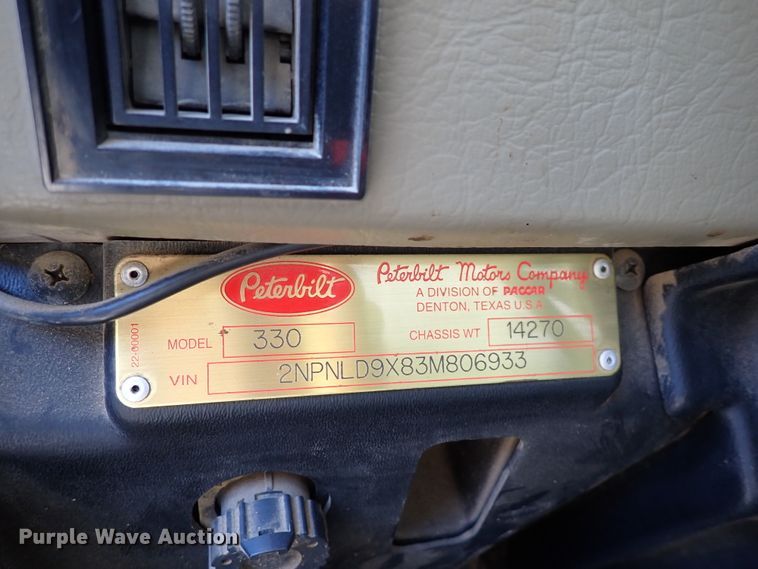 Peterbilt
Peterbilt Motors Company
A DIVISION OF PACCAR
DENTON, TEXAS U.S.A
MODEL 330 CHASSIS WT 14270
VIN 2NPNLD9X83M806933
22-00001
Purple Wave Auction